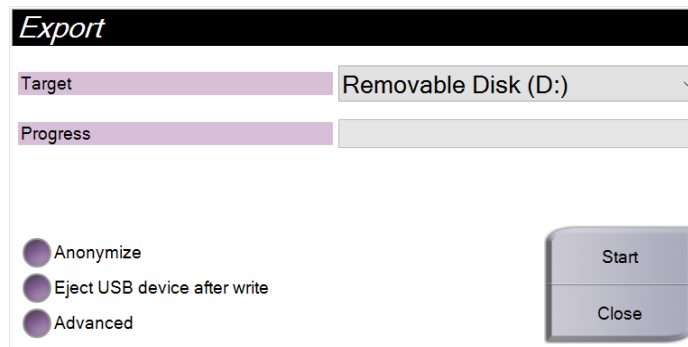 Export
Target
Removable Disk (D:)
Progress
Anonymize
Eject USB device after write
Advanced
Start
Close